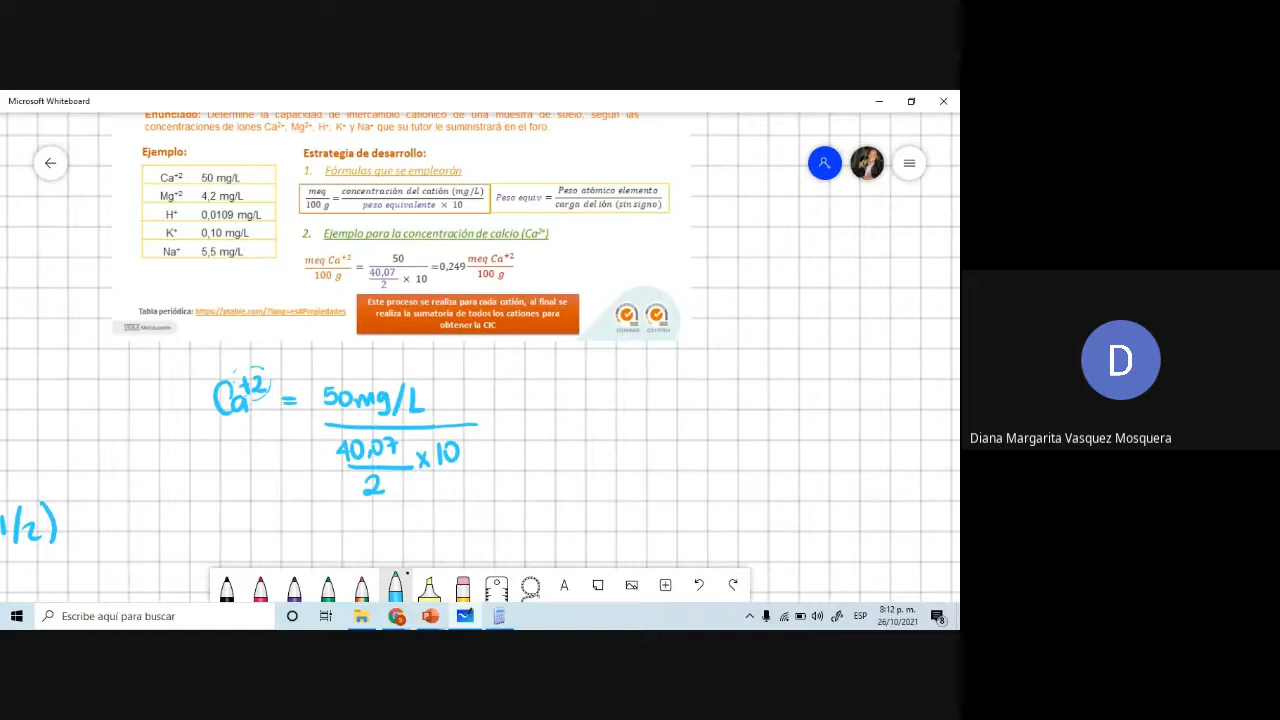 Microsoft Whiteboard
Enunciado: Determine la capacidad de intercambio catiónico de una muestra de suelo, según las
concentraciones de iones Ca²⁺, Mg²⁺, H⁺, K⁺ y Na⁺ que su tutor le suministrará en el foro
Ejemplo:
Ca⁺² 50 mg/L
Mg⁺² 4,2 mg/L
H⁺ 0,0109 mg/L
K⁺ 0,10 mg/L
Na⁺ 5,5 mg/L
Estrategia de desarrollo:
1. Fórmulas que se emplearán
meq / 100 g = concentración del catión (mg/L) / peso equivalente × 10
Peso equiv = Peso atómico elemento / carga del ión (sin signo)
2. Ejemplo para la concentración de calcio (Ca²⁺)
meq Ca⁺² / 100 g = 50 / 40,07 / 2 × 10 = 0,249 meq Ca⁺² / 100 g
Este proceso se realiza para cada catión, al final se
realiza la sumatoria de todos los cationes para
obtener la CIC
Tabla periódica: https://ptable.com/?lang=es#Propiedades
Ca⁺² = 50mg/L
40,07 × 10
2
1/2)
D
Diana Margarita Vasquez Mosquera
A
Escribe aquí para buscar
ESP
8:12 p. m.
26/10/2021
8